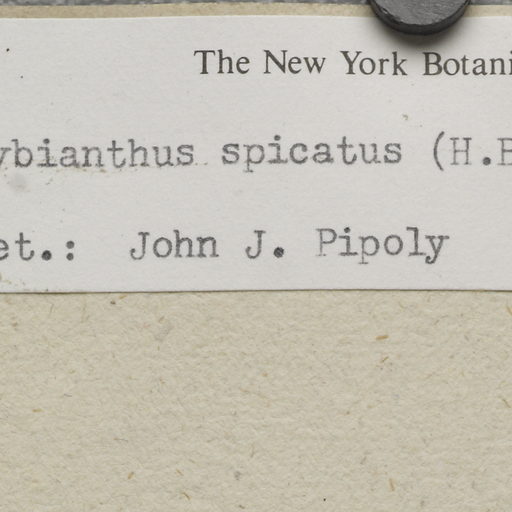 The New York Botani
ybianthus spicatus (H.B
et.: John J. Pipoly